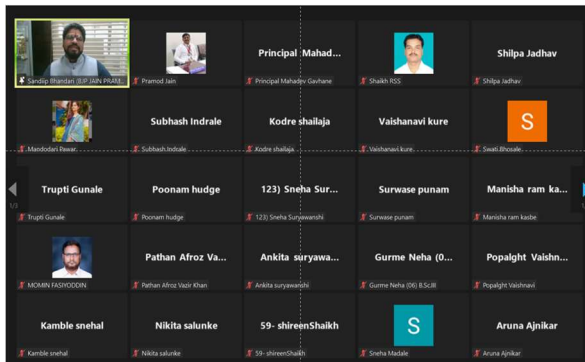 Sandiip Bhandari (BJP JAIN PRAM...
Pramod Jain
Principal Mahad...
Principal Mahadev Gavhane
Shaikh RSS
Shilpa Jadhav
Shilpa Jadhav
Mandodari Pawar
Subhash Indrale
Subhash Indrale
Kodre shailaja
Kodre shailaja
Vaishanavi kure
Vaishanavi kure
S
Swati Bhosale
Trupti Gunale
Trupti Gunale
Poonam hudge
Poonam hudge
123) Sneha Sur...
123) Sneha Suryawanshi
Surwase punam
Surwase punam
Manisha ram ka...
Manisha ram kasbe
1/3
MOMIN FASIYODDIN
Pathan Afroz Va...
Pathan Afroz Vazir Khan
Ankita suryawa...
Ankita suryawanshi
Gurme Neha (0...
Gurme Neha (06) B.Sc.III
Popalght Vaishn...
Popalght Vaishnavi
Kamble snehal
Kamble snehal
Nikita salunke
Nikita salunke
59- shireenShaikh
59- shireenShaikh
S
Sneha Madale
Aruna Ajnikar
Aruna Ajnikar